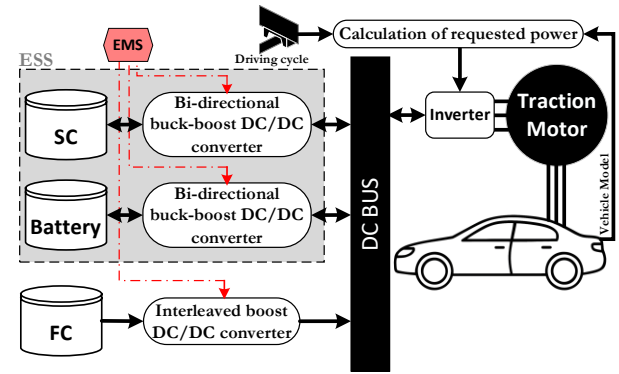 EMS
Calculation of requested power
Driving cycle
ESS
SC
Bi-directional
buck-boost DC/DC
converter
Inverter
Traction
Motor
Battery
Bi-directional
buck-boost DC/DC
converter
DC BUS
Vehicle Model
FC
Interleaved boost
DC/DC converter